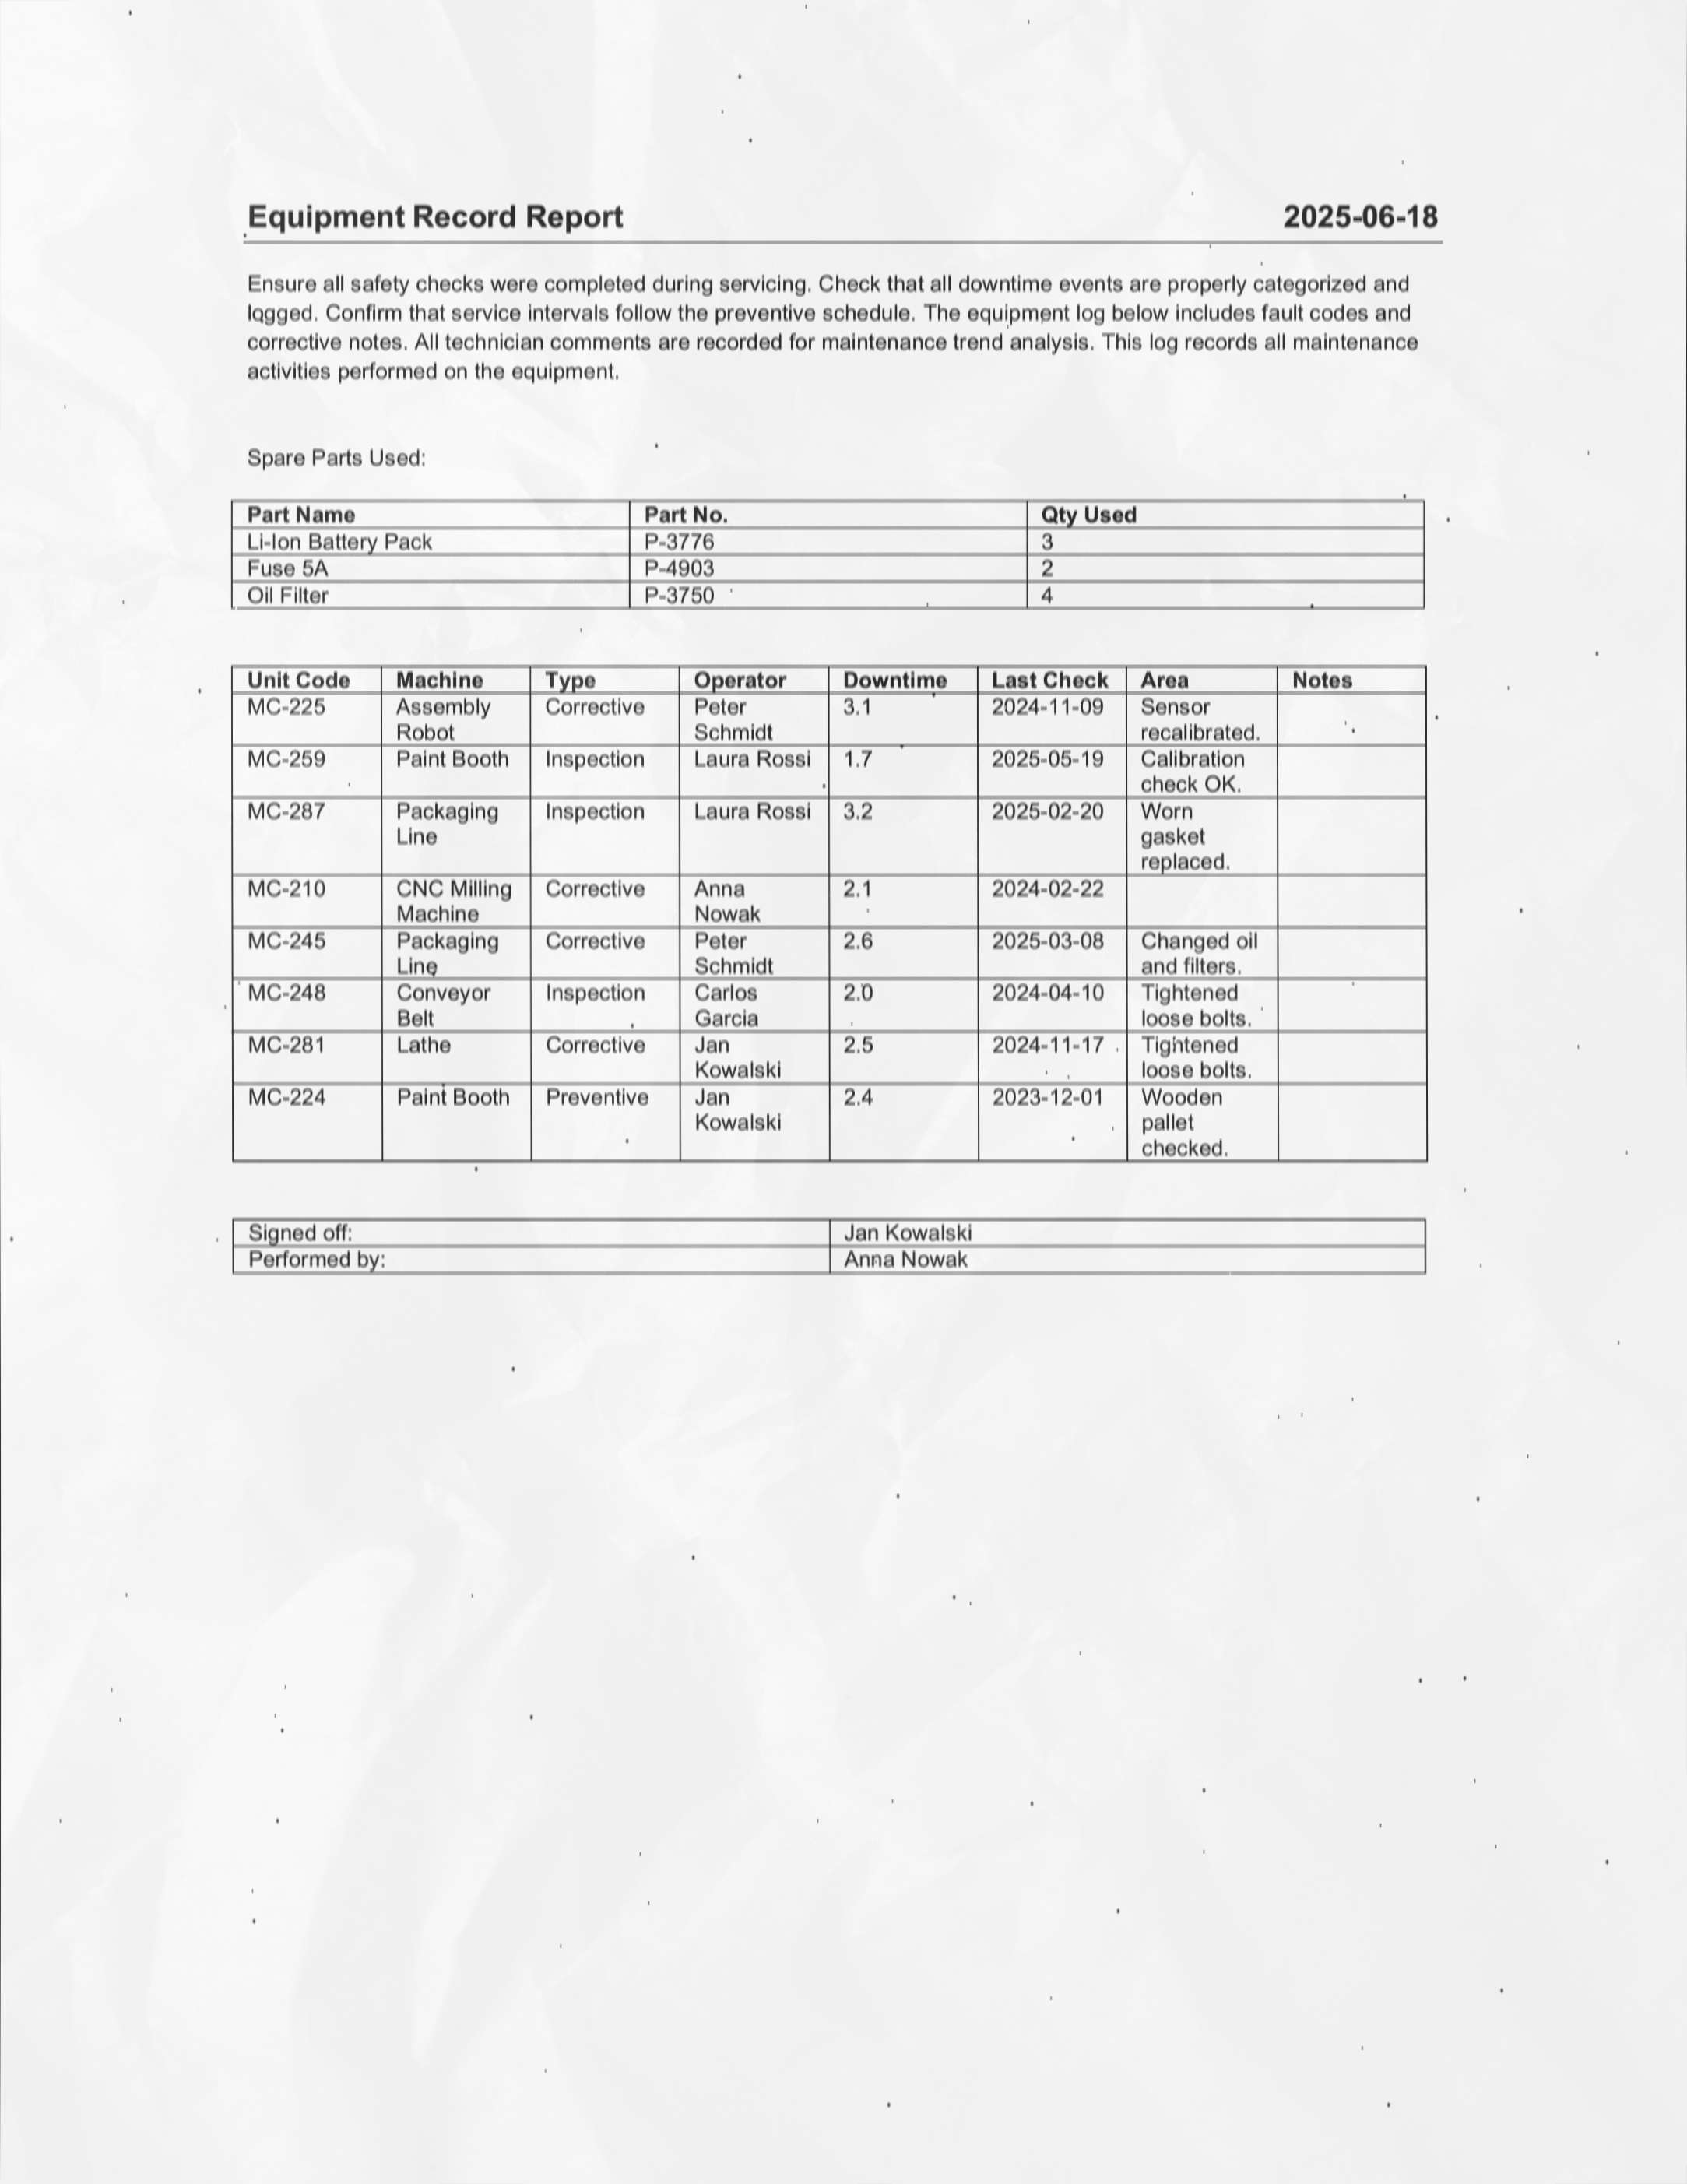 Equipment Record Report 2025-06-18
Ensure all safety checks were completed during servicing. Check that all downtime events are properly categorized and
logged. Confirm that service intervals follow the preventive schedule. The equipment log below includes fault codes and
corrective notes. All technician comments are recorded for maintenance trend analysis. This log records all maintenance
activities performed on the equipment.
Spare Parts Used:
Part Name Part No. Qty Used
Li-Ion Battery Pack P-3776 3
Fuse 5A P-4903 2
Oil Filter P-3750 4
Unit Code Machine Type Operator Downtime Last Check Area Notes
MC-225 Assembly Corrective Peter 3.1 2024-11-09 Sensor
Robot Schmidt recalibrated.
MC-259 Paint Booth Inspection Laura Rossi 1.7 2025-05-19 Calibration
check OK.
MC-287 Packaging Inspection Laura Rossi 3.2 2025-02-20 Worn
Line gasket
replaced.
MC-210 CNC Milling Corrective Anna 2.1 2024-02-22
Machine Nowak
MC-245 Packaging Corrective Peter 2.6 2025-03-08 Changed oil
Line Schmidt and filters.
MC-248 Conveyor Inspection Carlos 2.0 2024-04-10 Tightened
Belt Garcia loose bolts.
MC-281 Lathe Corrective Jan 2.5 2024-11-17 Tightened
Kowalski loose bolts.
MC-224 Paint Booth Preventive Jan 2.4 2023-12-01 Wooden
Kowalski pallet
checked.
Signed off: Jan Kowalski
Performed by: Anna Nowak